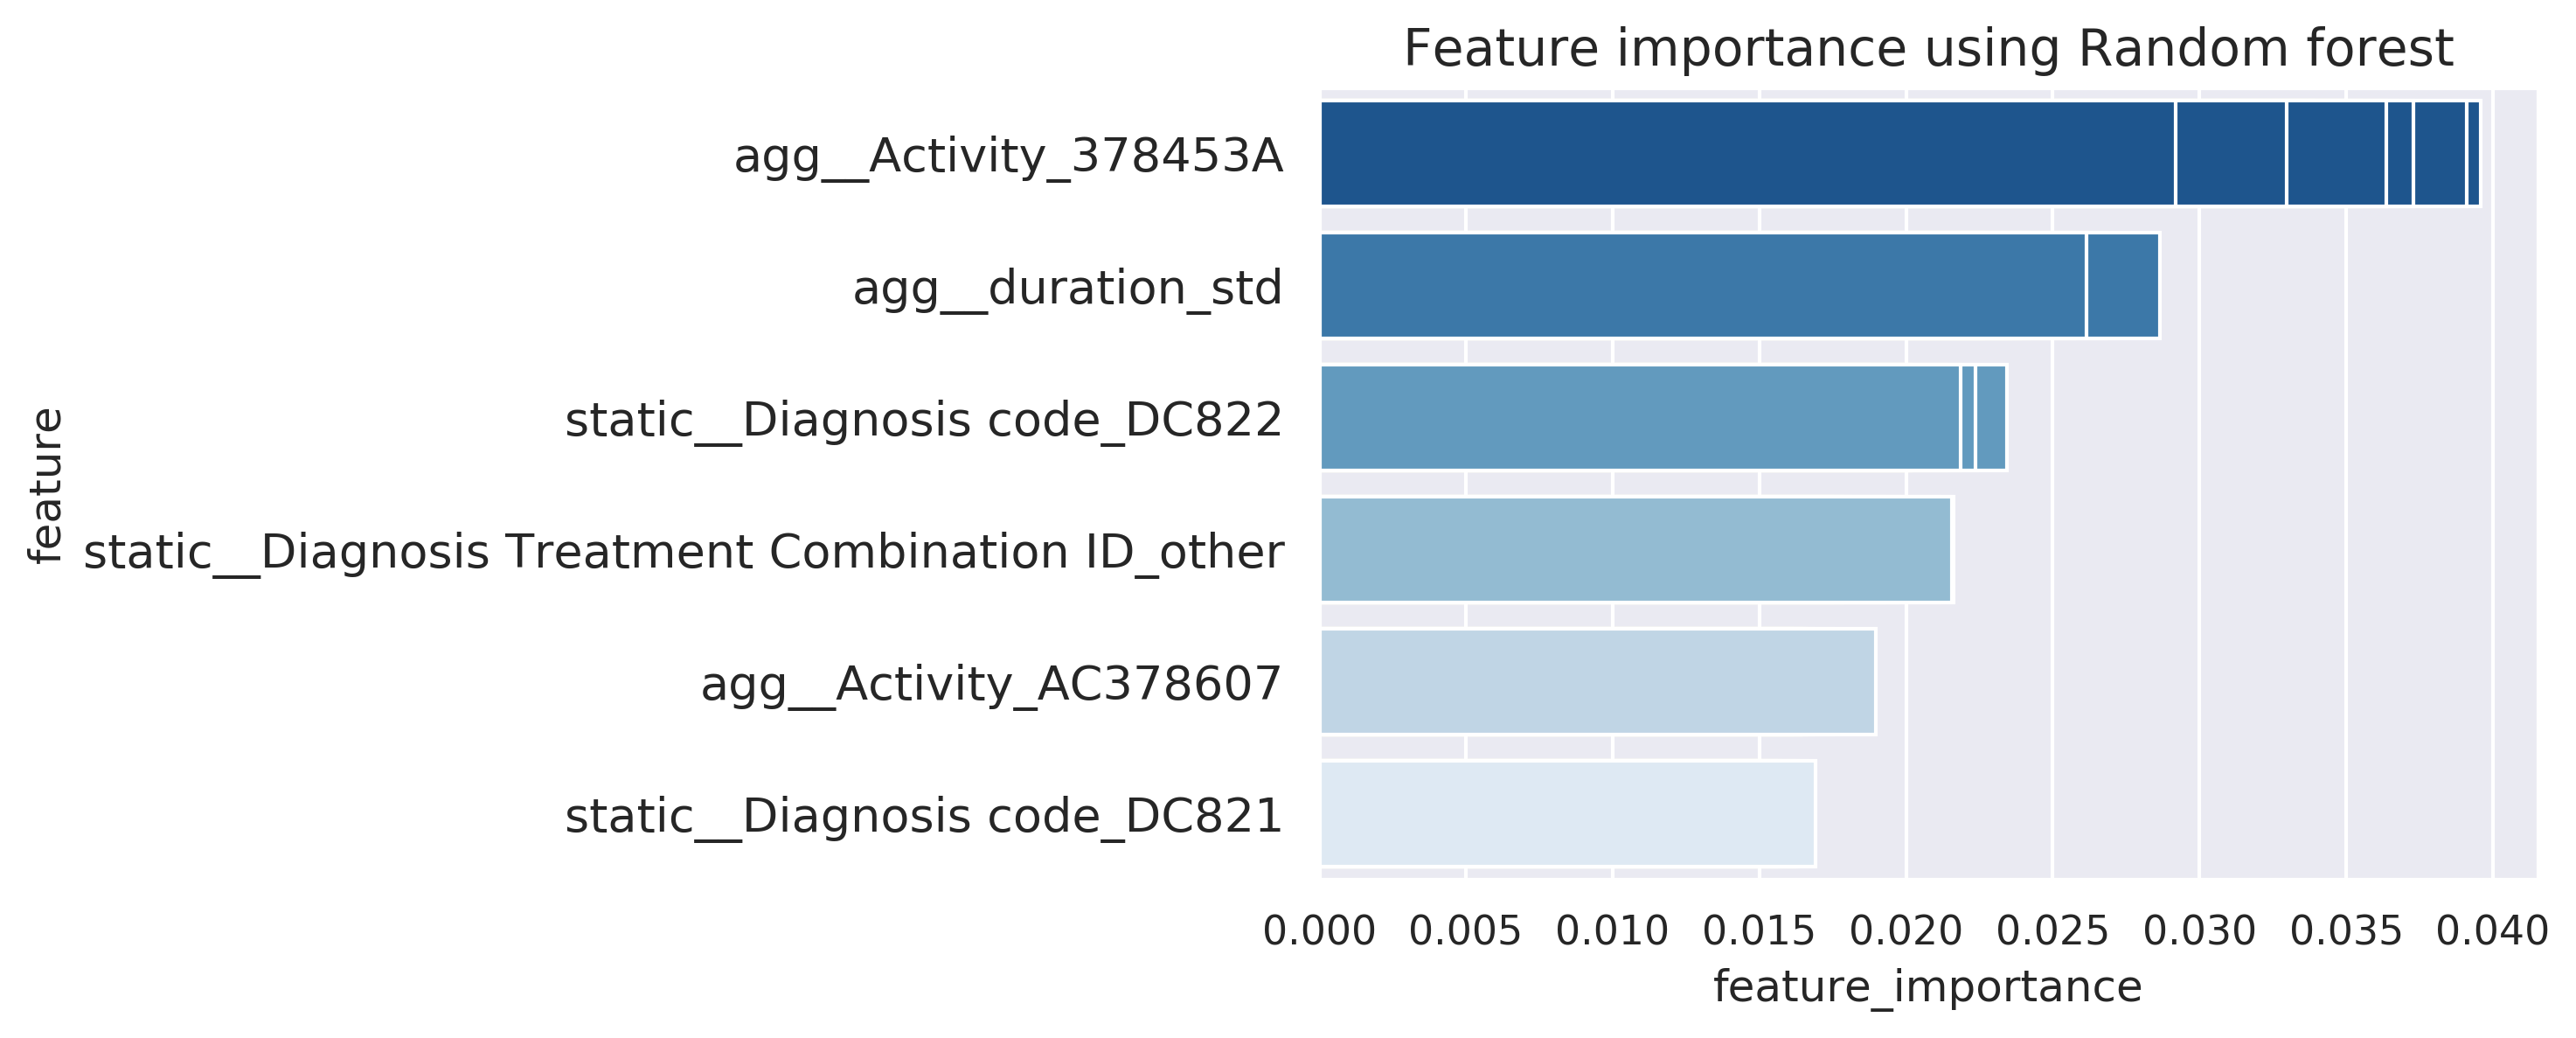 Feature importance using Random forest
feature
agg__Activity_378453A
agg__duration_std
static__Diagnosis code_DC822
static__Diagnosis Treatment Combination ID_other
agg__Activity_AC378607
static__Diagnosis code_DC821
0.000 0.005 0.010 0.015 0.020 0.025 0.030 0.035 0.040
feature_importance